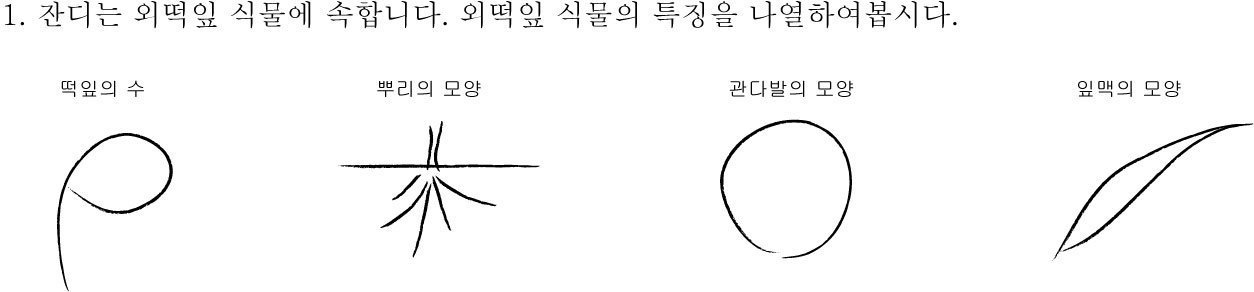 1. 잔디는 외떡잎 식물에 속합니다. 외떡잎 식물의 특징을 나열하여봅시다.
떡잎의 수
뿌리의 모양
관다발의 모양
잎맥의 모양